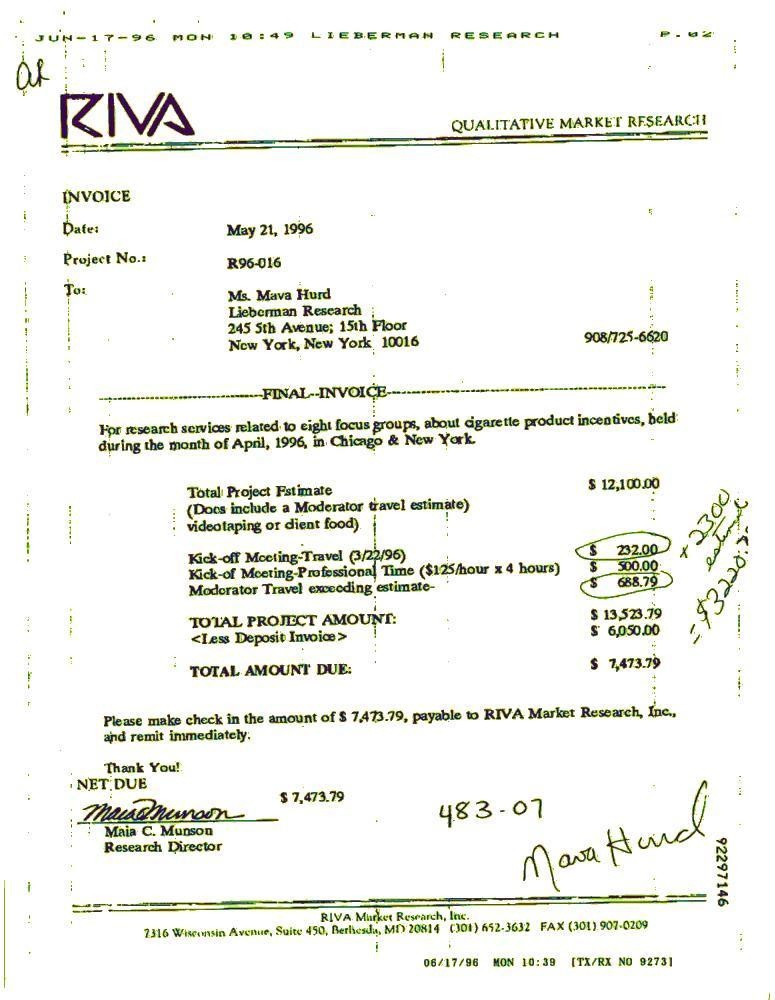 JUN-17-96 MON 10:49 LIEBERMAN RESEARCH P.02
RIVA
QUALITATIVE MARKET RESEARCH
INVOICE
Date: May 21, 1996
Project No.: R96-016
To: Ms. Mava Hurd
Lieberman Research
245 5th Avenue; 15th Floor
New York, New York 10016 908/725-6620
FINAL--INVOICE
For research services related to eight focus groups, about cigarette product incentives, held
during the month of April, 1996, in Chicago & New York.
Total Project Estimate $ 12,100.00
(Docs include a Moderator travel estimate)
videotaping or client food)
Kick-off Meeting-Travel (3/22/96) $ 232.00
Kick-of Meeting-Professional Time ($125/hour x 4 hours) $ 500.00
Moderator Travel exceeding estimate- $ 688.79
+ 2300
= $3220.
TOTAL PROJECT AMOUNT: $ 13,523.79
<Less Deposit Invoice> $ 6,050.00
TOTAL AMOUNT DUE: $ 7,473.79
Please make check in the amount of $ 7,473.79, payable to RIVA Market Research, Inc.,
and remit immediately.
Thank You!
NET DUE $ 7,473.79
Maia C. Munson
Research Director
483-07
Mava Hurd
92297146
RIVA Market Research, Inc.
7316 Wisconsin Avenue, Suite 450, Bethesda, MD 20814 (301) 652-3632 FAX (301) 907-0209
06/17/96 MON 10:39 [TX/RX NO 9273]